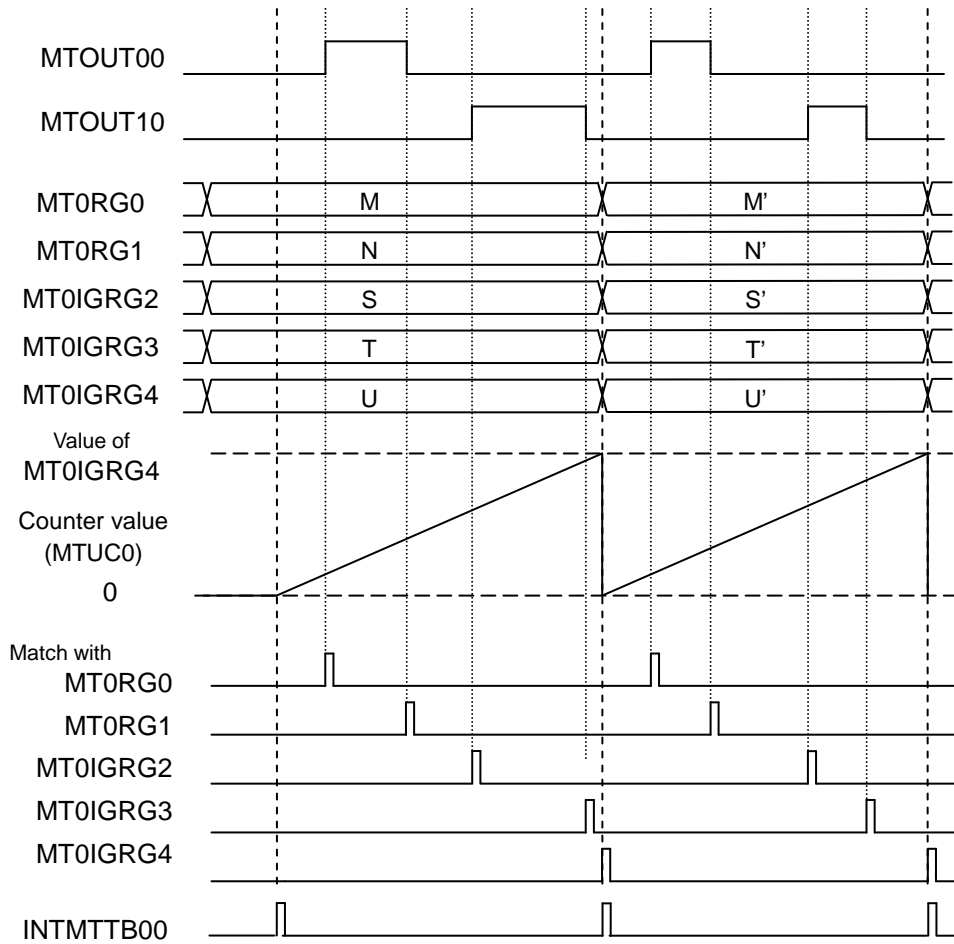 MTOUT00
MTOUT10
MT0RG0 M M’
MT0RG1 N N’
MT0IGRG2 S S’
MT0IGRG3 T T’
MT0IGRG4 U U’
Value of
MT0IGRG4
Counter value
(MTUC0)
0
Match with
MT0RG0
MT0RG1
MT0IGRG2
MT0IGRG3
MT0IGRG4
INTMTTB00